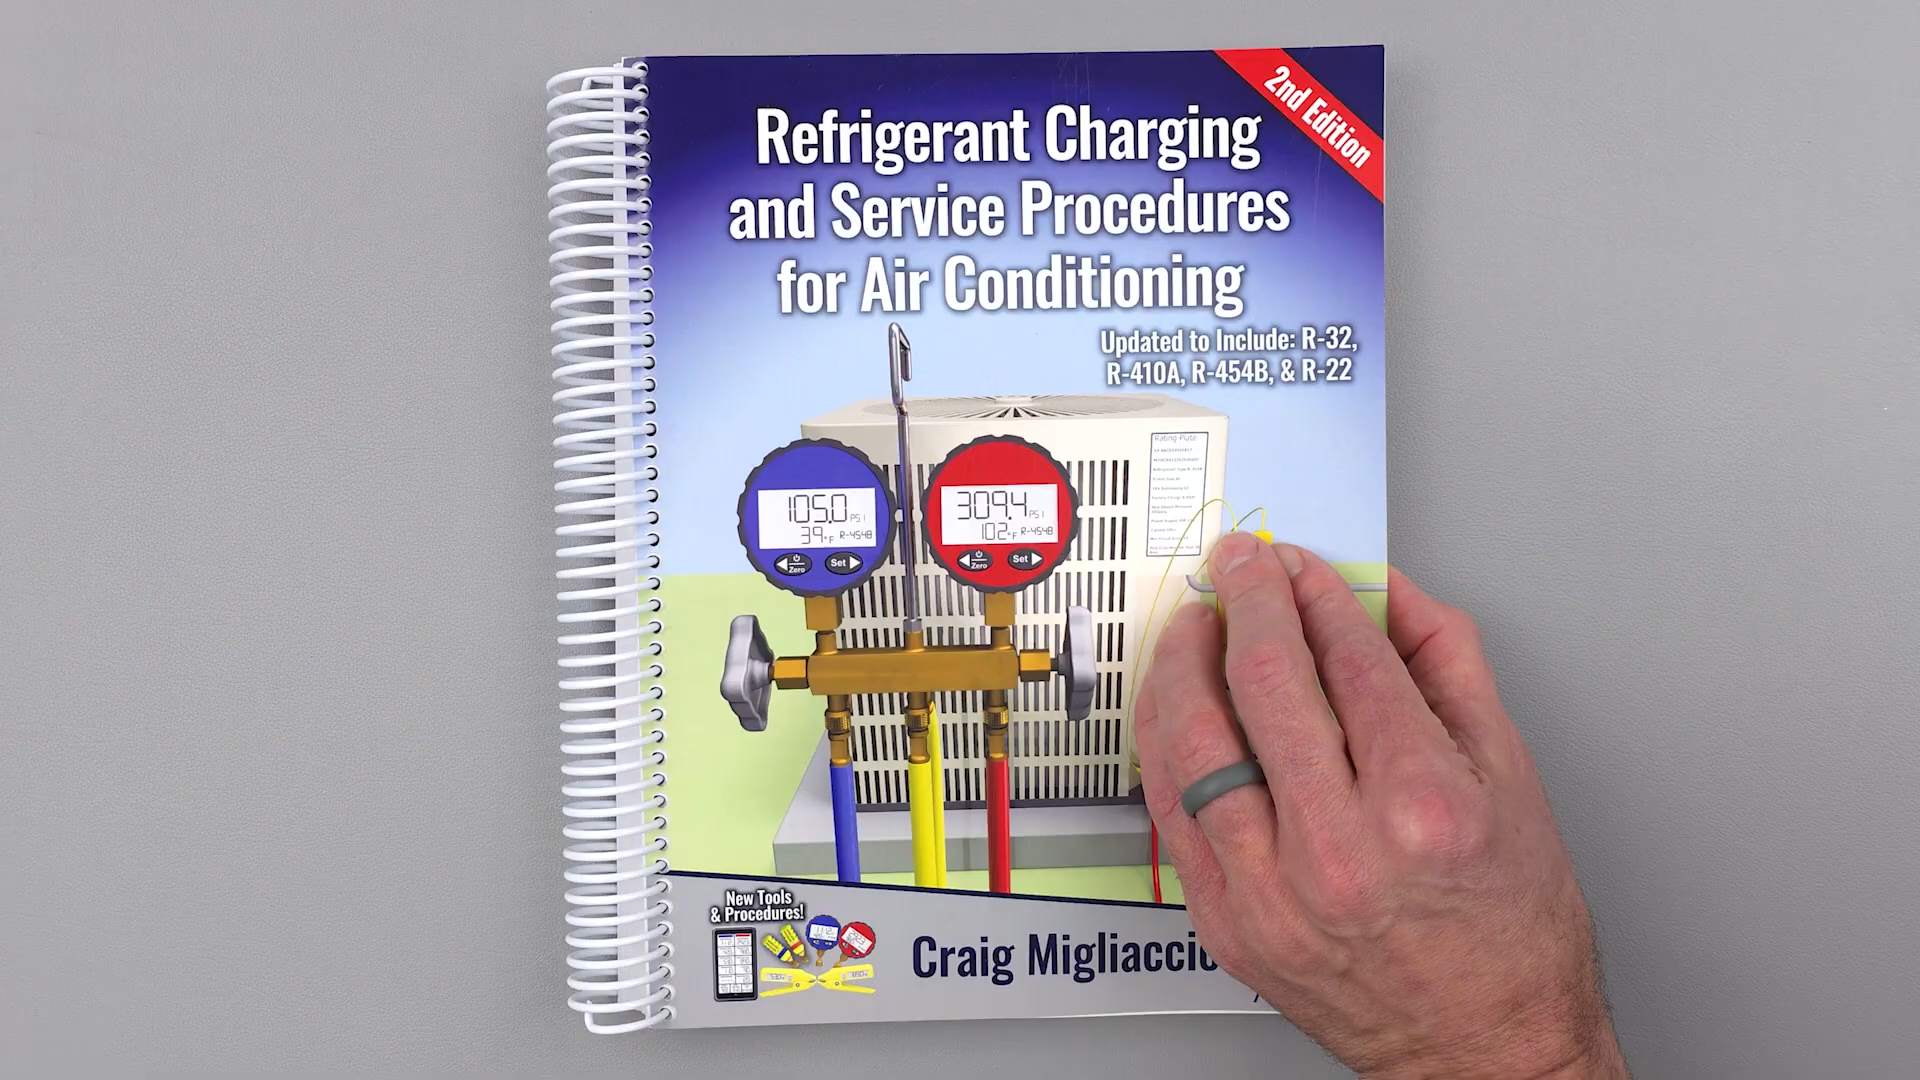 2nd Edition
Refrigerant Charging
and Service Procedures
for Air Conditioning
Updated to Include: R-32,
R-410A, R-454B, & R-22
Rating Plate
105.0 PSI
39°F R-454B
Zero
Set
309.4 PSI
102°F R-454B
Zero
Set
New Tools
& Procedures!
Craig Migliacci